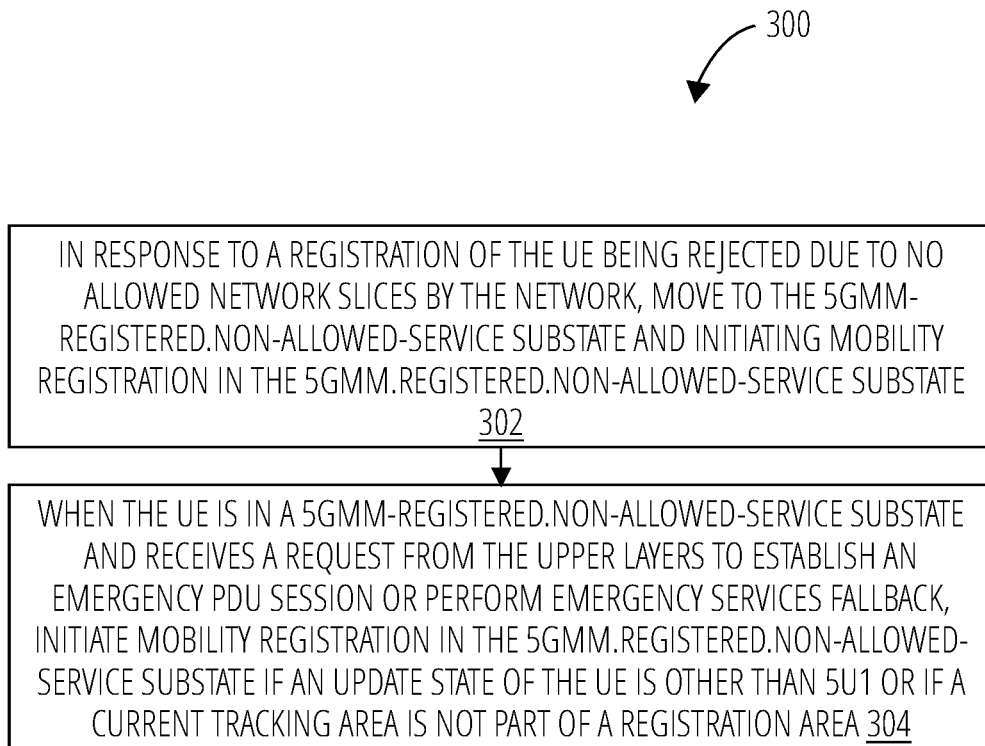 300
IN RESPONSE TO A REGISTRATION OF THE UE BEING REJECTED DUE TO NO
ALLOWED NETWORK SLICES BY THE NETWORK, MOVE TO THE 5GMM-
REGISTERED.NON-ALLOWED-SERVICE SUBSTATE AND INITIATING MOBILITY
REGISTRATION IN THE 5GMM.REGISTERED.NON-ALLOWED-SERVICE SUBSTATE
302
WHEN THE UE IS IN A 5GMM-REGISTERED.NON-ALLOWED-SERVICE SUBSTATE
AND RECEIVES A REQUEST FROM THE UPPER LAYERS TO ESTABLISH AN
EMERGENCY PDU SESSION OR PERFORM EMERGENCY SERVICES FALLBACK,
INITIATE MOBILITY REGISTRATION IN THE 5GMM.REGISTERED.NON-ALLOWED-
SERVICE SUBSTATE IF AN UPDATE STATE OF THE UE IS OTHER THAN 5U1 OR IF A
CURRENT TRACKING AREA IS NOT PART OF A REGISTRATION AREA 304